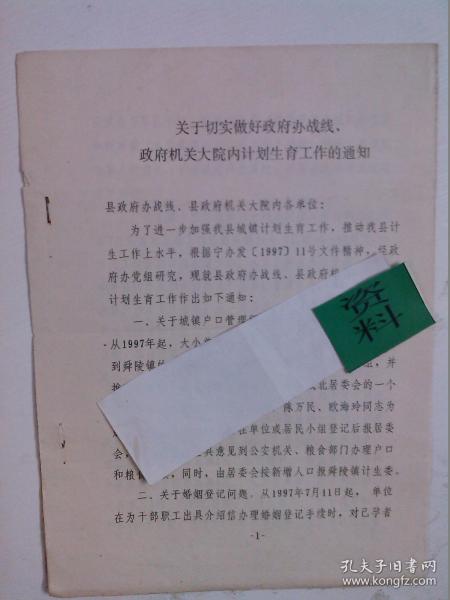 关于切实做好政府办战线、
政府机关大院内计划生育工作的通知
县政府办战线、县政府机关大院内各单位：
为了进一步加强我县城镇计划生育工作，推动我县计
生工作上水平，根据宁办发〔1997〕11号文件精神，经政
府办党组研究，现就县政府办战线、县政府机
计划生育工作作出如下通知：
一、关于城镇户口管理
从1997年起，大小
到舜陵镇
组，并
北居委会的一个
陈万民、欧海玲同志为
在单位或居民小组登记后报居委
会，
具意见到公安机关、粮食部门办理户口
和粮
，同时，由居委会按新增人口报舜陵镇计生委。
二、关于婚姻登记问题。从1997年7月11日起，单位
在为干部职工出具介绍信办理婚姻登记手续时，对已学者
-1-
资
料
孔夫子旧书网
www.kongfz.com